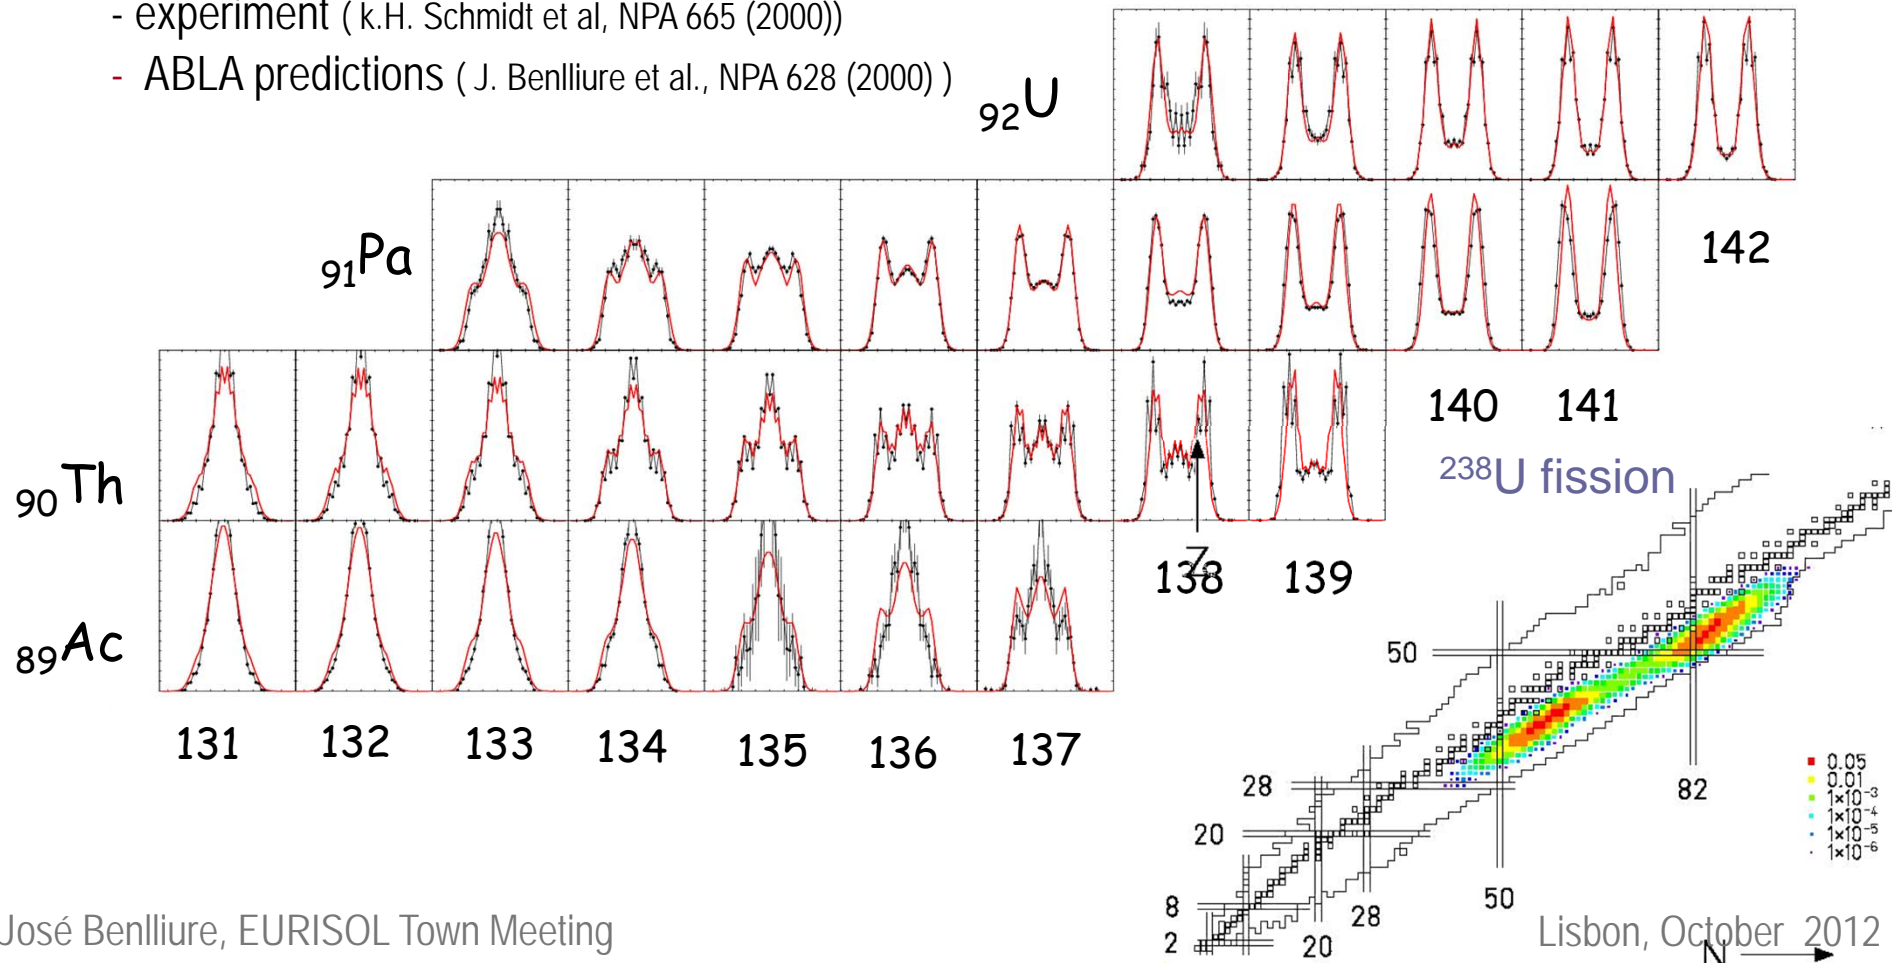 - experiment ( k.H. Schmidt et al, NPA 665 (2000))
- ABLA predictions ( J. Benlliure et al., NPA 628 (2000) )
92U
91Pa
142
90Th
140 141
238U fission
Z
138 139
89Ac
131 132 133 134 135 136 137
50
28
82
20
0.05
0.01
1×10-3
1×10-4
1×10-5
1×10-6
8
50
28
2
20
N
José Benlliure, EURISOL Town Meeting
Lisbon, October 2012